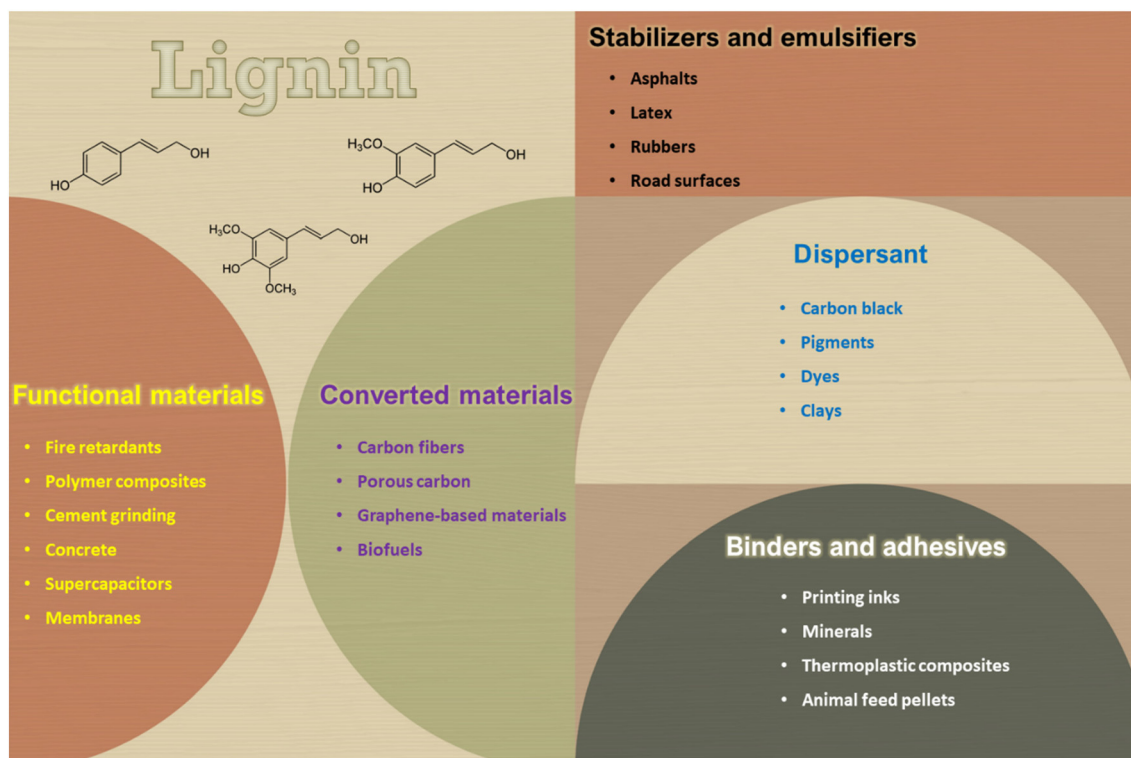 Lignin
OH
HO
H₃CO
OH
HO
H₃CO
OH
HO
OCH₃
Functional materials
• Fire retardants
• Polymer composites
• Cement grinding
• Concrete
• Supercapacitors
• Membranes
Converted materials
• Carbon fibers
• Porous carbon
• Graphene-based materials
• Biofuels
Stabilizers and emulsifiers
• Asphalts
• Latex
• Rubbers
• Road surfaces
Dispersant
• Carbon black
• Pigments
• Dyes
• Clays
Binders and adhesives
• Printing inks
• Minerals
• Thermoplastic composites
• Animal feed pellets